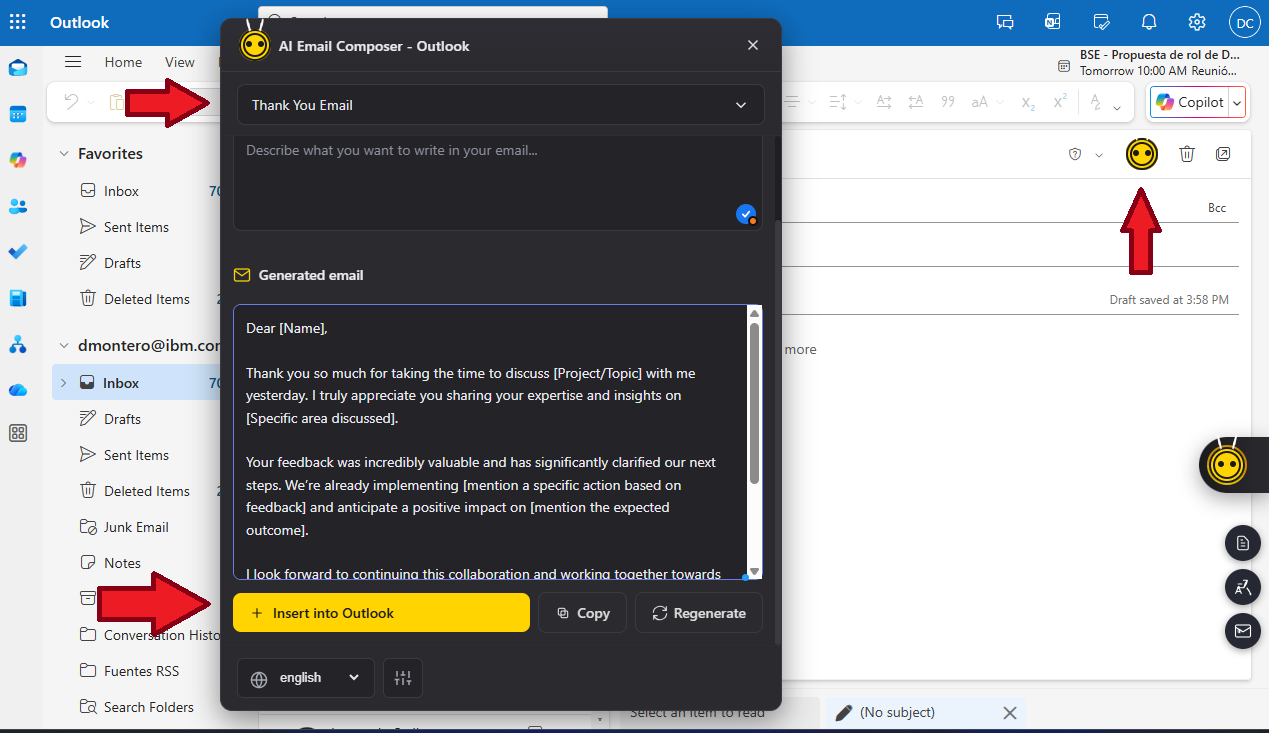 Outlook
DC
AI Email Composer - Outlook
BSE - Propuesta de rol de D...
Tomorrow 10:00 AM Reunió...
Home
View
Thank You Email
Copilot
Favorites
Describe what you want to write in your email...
Inbox
70
Bcc
Sent Items
Drafts
Generated email
Deleted Items
2
Draft saved at 3:58 PM
Dear [Name],
dmontero@ibm.cor
more
Thank you so much for taking the time to discuss [Project/Topic] with me
yesterday. I truly appreciate you sharing your expertise and insights on
[Specific area discussed].
Inbox
70
Drafts
Sent Items
Your feedback was incredibly valuable and has significantly clarified our next
steps. We're already implementing [mention a specific action based on
feedback] and anticipate a positive impact on [mention the expected
outcome].
Deleted Items
2
Junk Email
Notes
I look forward to continuing this collaboration and working together towards
+ Insert into Outlook
Copy
Regenerate
Conversation Histo
Fuentes RSS
english
Search Folders
Select an item to read
(No subject)